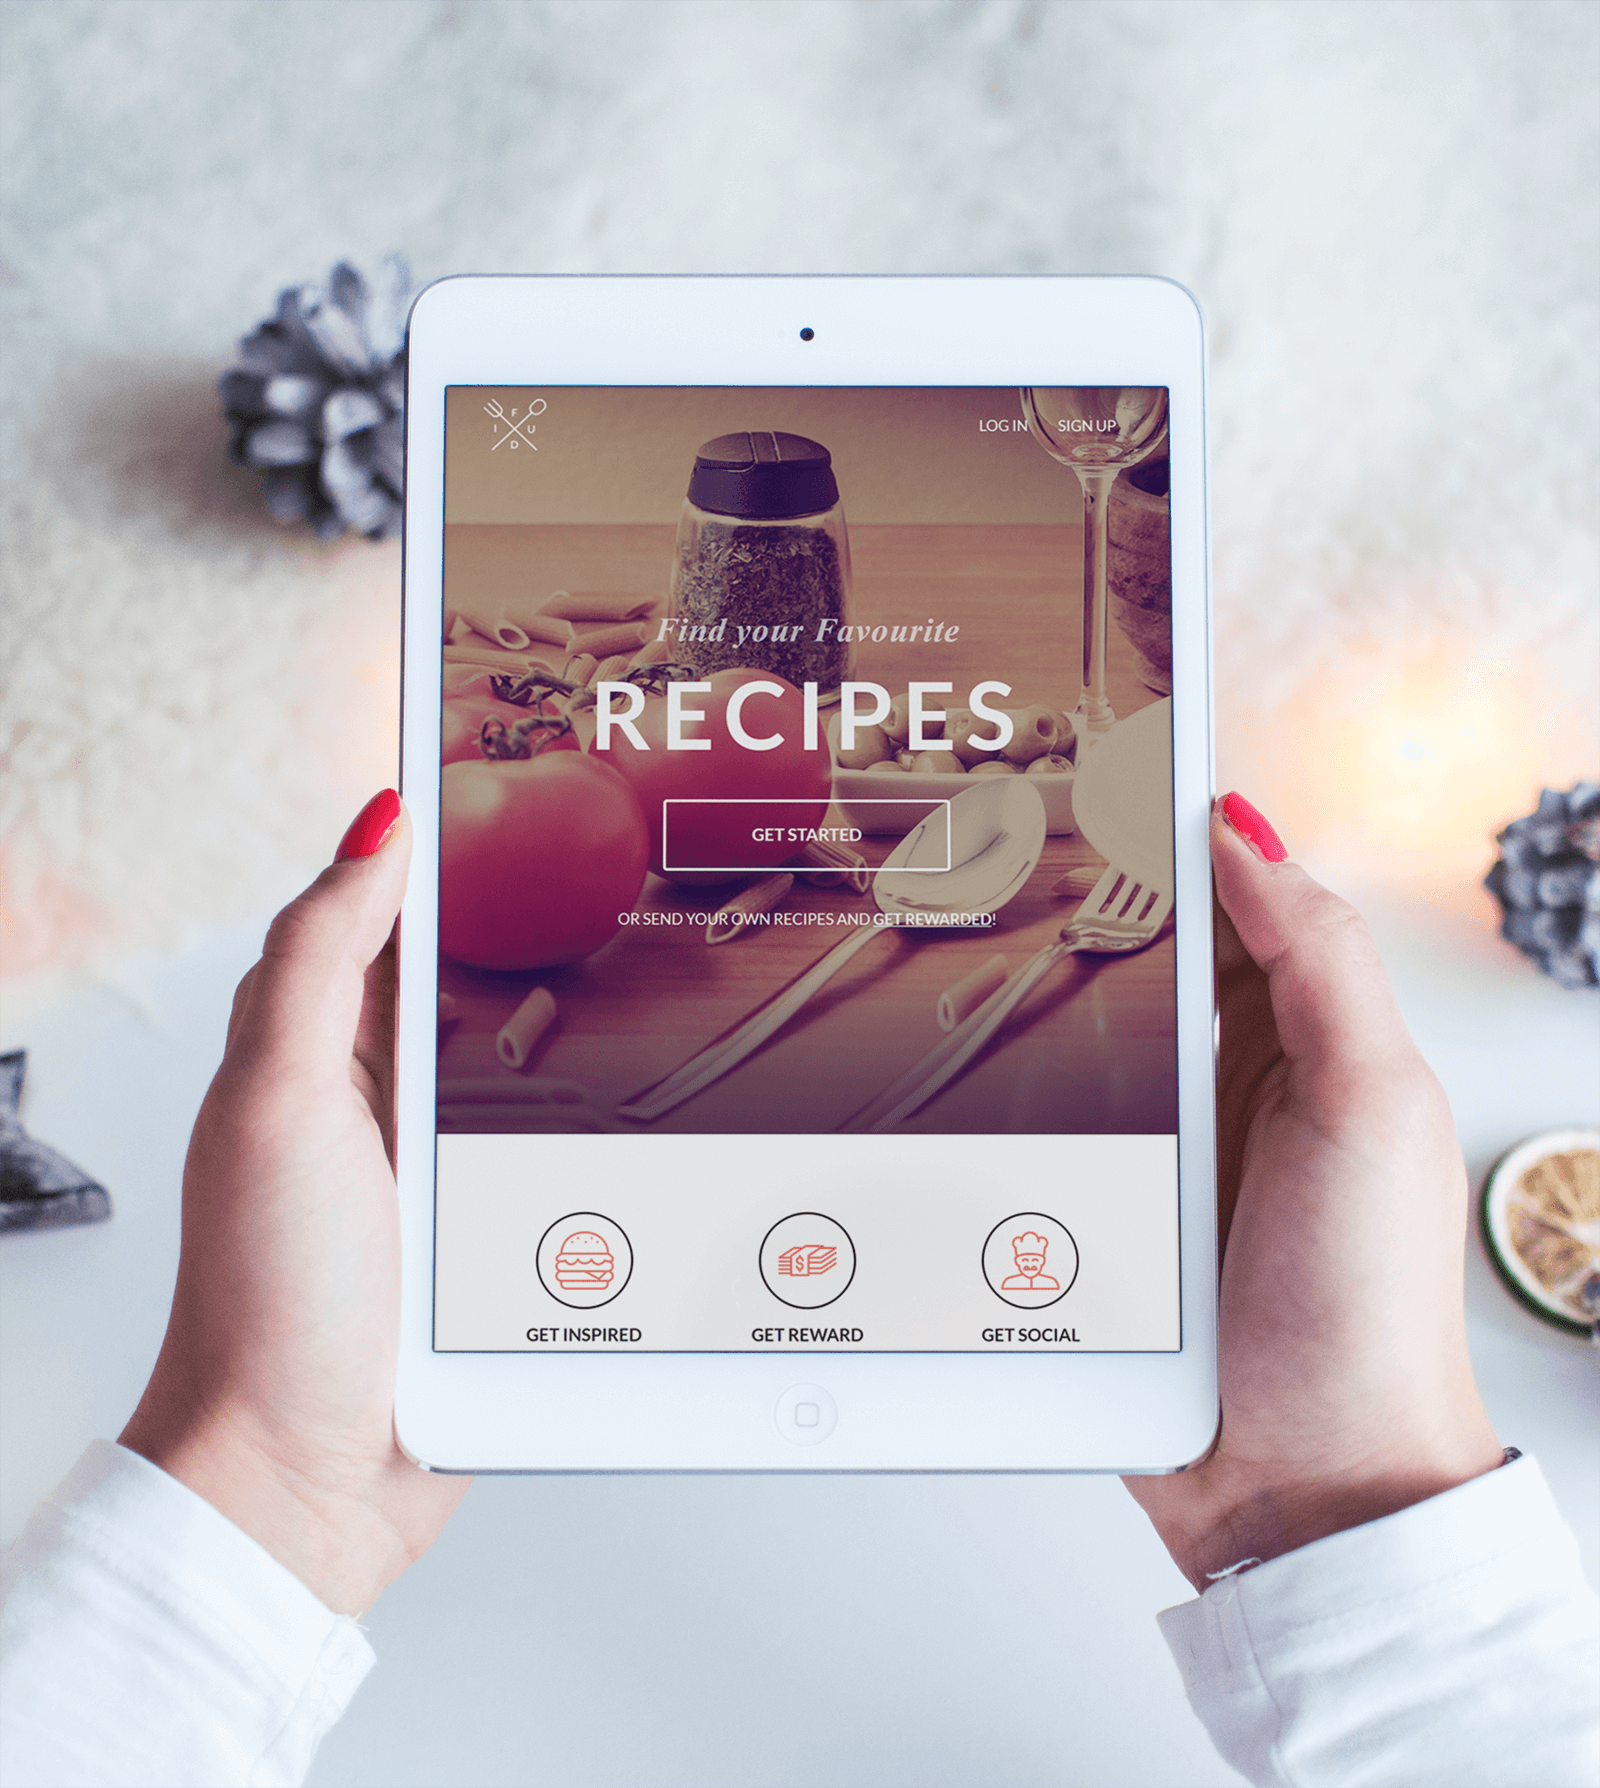 F
I U
D
LOG IN SIGN UP
Find your Favourite
RECIPES
GET STARTED
OR SEND YOUR OWN RECIPES AND GET REWARDED!
$
GET INSPIRED GET REWARD GET SOCIAL